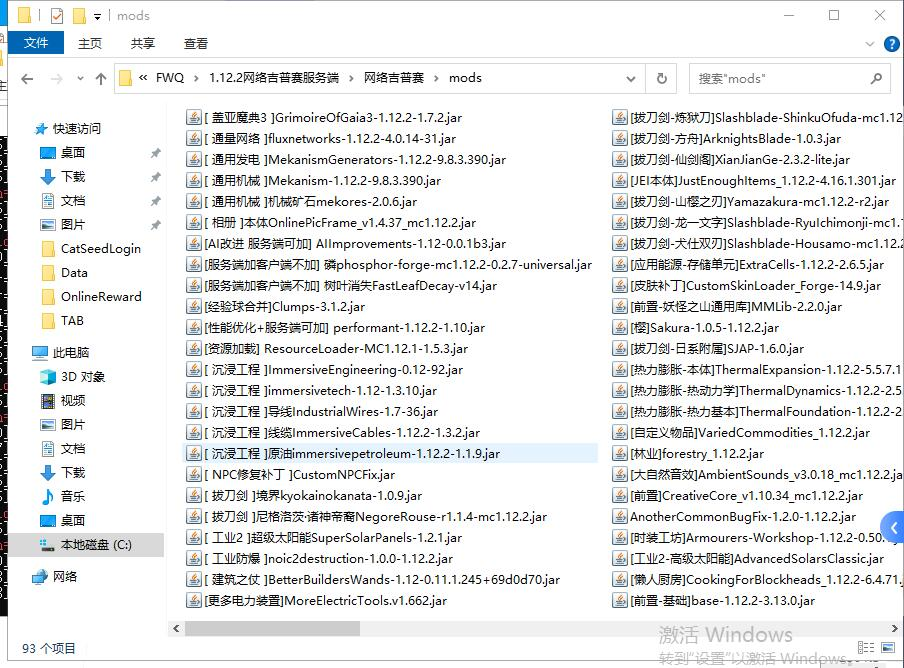 mods
文件
主页
共享
查看
« FWQ › 1.12.2网络吉普赛服务端 › 网络吉普赛 › mods
搜索"mods"
快速访问
桌面
下载
文档
图片
CatSeedLogin
Data
OnlineReward
TAB
此电脑
3D 对象
视频
图片
文档
下载
音乐
桌面
本地磁盘 (C:)
网络
[ 盖亚魔典3 ]GrimoireOfGaia3-1.12.2-1.7.2.jar
[ 通量网络 ]fluxnetworks-1.12.2-4.0.14-31.jar
[ 通用发电 ]MekanismGenerators-1.12.2-9.8.3.390.jar
[ 通用机械 ]Mekanism-1.12.2-9.8.3.390.jar
[ 通用机械 ]机械矿石mekores-2.0.6.jar
[ 相册 ]本体OnlinePicFrame_v1.4.37_mc1.12.2.jar
[AI改进 服务端可加] AIImprovements-1.12-0.0.1b3.jar
[服务端加客户端不加] 磷phosphor-forge-mc1.12.2-0.2.7-universal.jar
[服务端加客户端不加] 树叶消失FastLeafDecay-v14.jar
[经验球合并]Clumps-3.1.2.jar
[性能优化+服务端可加] performant-1.12.2-1.10.jar
[资源加载] ResourceLoader-MC1.12.1-1.5.3.jar
[ 沉浸工程 ]ImmersiveEngineering-0.12-92.jar
[ 沉浸工程 ]immersivetech-1.12-1.3.10.jar
[ 沉浸工程 ]导线IndustrialWires-1.7-36.jar
[ 沉浸工程 ]线缆ImmersiveCables-1.12.2-1.3.2.jar
[ 沉浸工程 ]原油immersivepetroleum-1.12.2-1.1.9.jar
[ NPC修复补丁 ]CustomNPCFix.jar
[ 拔刀剑 ]境界kyokainokanata-1.0.9.jar
[ 拔刀剑 ]尼格洛茨·诸神帝裔NegoreRouse-r1.1.4-mc1.12.2.jar
[ 工业2 ]超级太阳能SuperSolarPanels-1.2.1.jar
[ 工业防爆 ]noic2destruction-1.0.0-1.12.2.jar
[ 建筑之仗 ]BetterBuildersWands-1.12-0.11.1.245+69d0d70.jar
[更多电力装置]MoreElectricTools.v1.662.jar
[拔刀剑-炼狱刀]Slashblade-ShinkuOfuda-mc1.12
[拔刀剑-方舟]ArknightsBlade-1.0.3.jar
[拔刀剑-仙剑阁]XianJianGe-2.3.2-lite.jar
[JEI本体]JustEnoughItems_1.12.2-4.16.1.301.jar
[拔刀剑-山樱之刃]Yamazakura-mc1.12.2-r2.jar
[拔刀剑-龙一文字]Slashblade-RyuIchimonji-mc1.
[拔刀剑-犬仕双刃]Slashblade-Housamo-mc1.12.2
[应用能源-存储单元]ExtraCells-1.12.2-2.6.5.jar
[皮肤补丁]CustomSkinLoader_Forge-14.9.jar
[前置-妖怪之山通用库]MMLib-2.2.0.jar
[樱]Sakura-1.0.5-1.12.2.jar
[拔刀剑-日系附属]SJAP-1.6.0.jar
[热力膨胀-本体]ThermalExpansion-1.12.2-5.5.7.1
[热力膨胀-热动力学]ThermalDynamics-1.12.2-2.5
[热力膨胀-热力基本]ThermalFoundation-1.12.2-2
[自定义物品]VariedCommodities_1.12.2.jar
[林业]forestry_1.12.2.jar
[大自然音效]AmbientSounds_v3.0.18_mc1.12.2.ja
[前置]CreativeCore_v1.10.34_mc1.12.2.jar
AnotherCommonBugFix-1.2.0-1.12.2.jar
[时装工坊]Armourers-Workshop-1.12.2-0.50.
[工业2-高级太阳能]AdvancedSolarsClassic.jar
[懒人厨房]CookingForBlockheads_1.12.2-6.4.71.
[前置-基础]base-1.12.2-3.13.0.jar
93 个项目
激活 Windows
转到"设置"以激活 Windows。